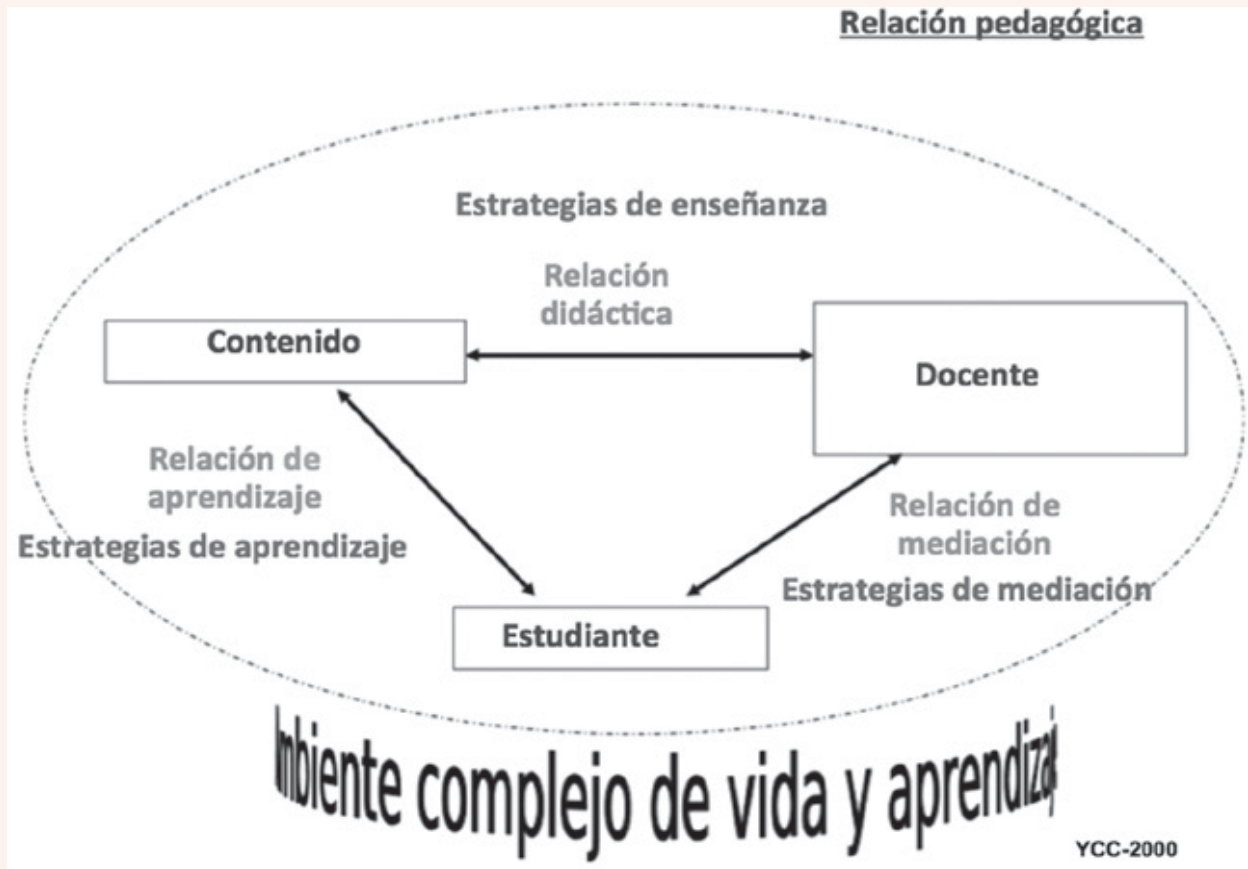 Relación pedagógica
Estrategias de enseñanza
Relación
didáctica
Contenido
Docente
Relación de
aprendizaje
Estrategias de aprendizaje
Relación de
mediación
Estrategias de mediación
Estudiante
mbiente complejo de vida y aprendizaj
YCC-2000